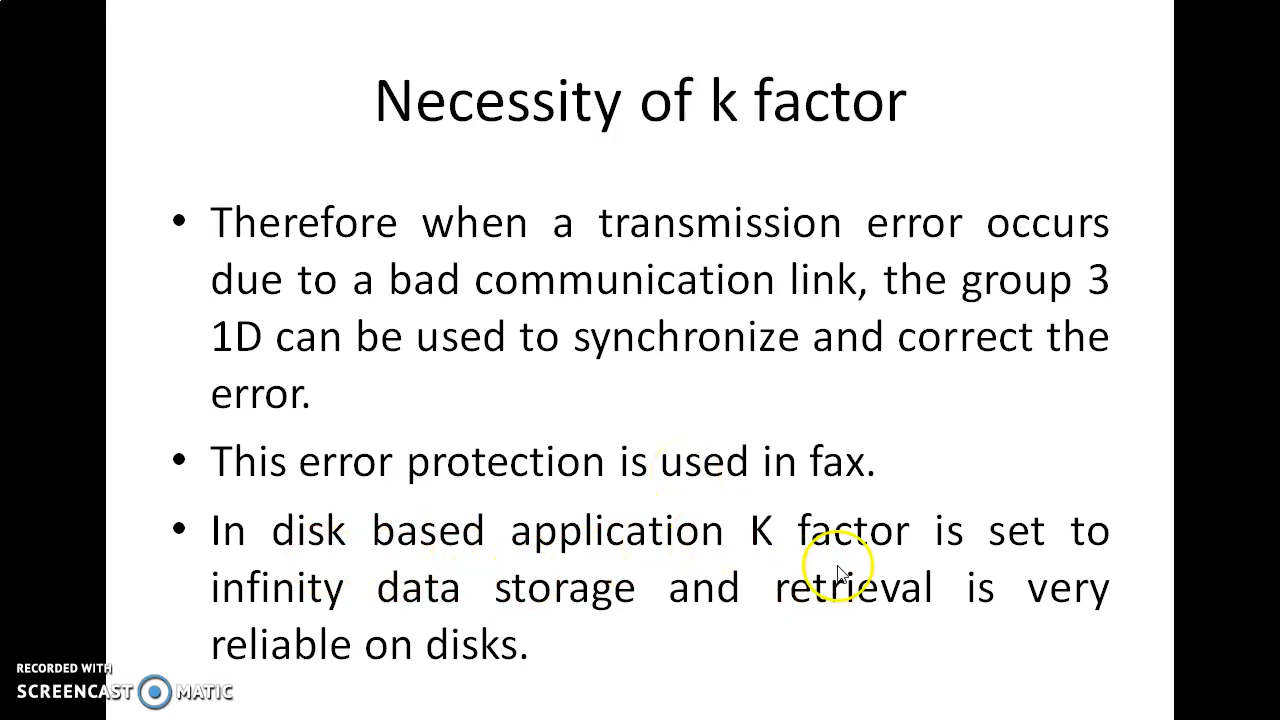 Necessity of k factor
• Therefore when a transmission error occurs
due to a bad communication link, the group 3
1D can be used to synchronize and correct the
error.
• This error protection is used in fax.
• In disk based application K factor is set to
infinity data storage and retrieval is very
reliable on disks.
RECORDED WITH
SCREENCAST MATIC